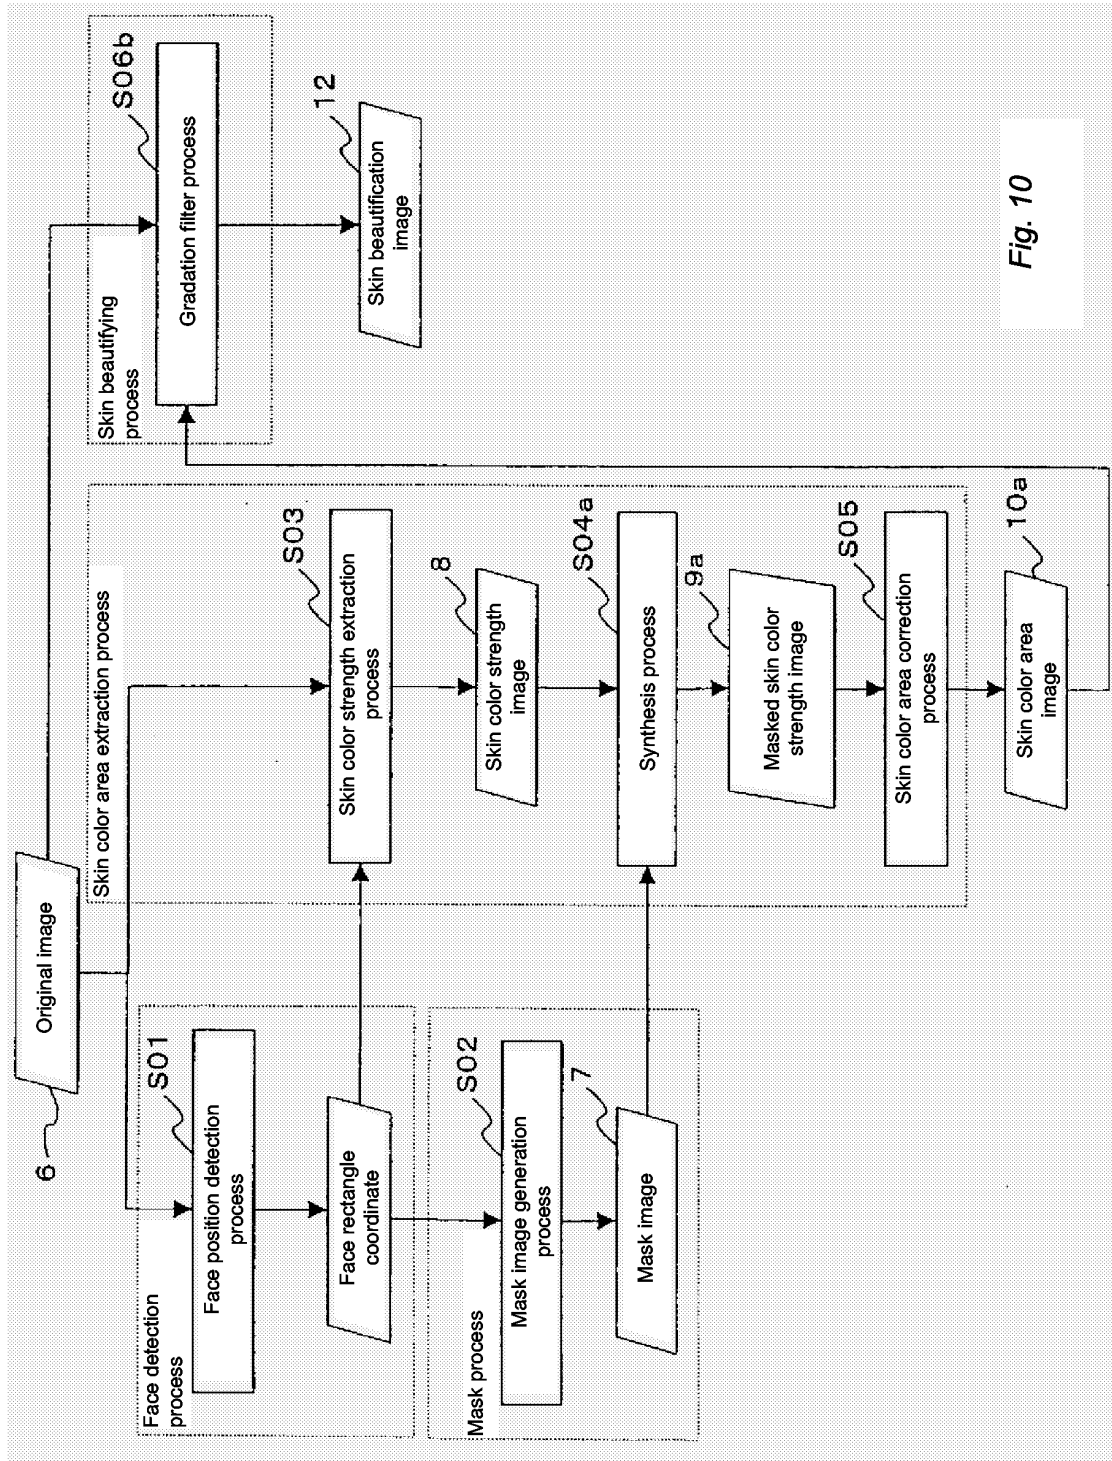 6
Original image
Face detection
process
S01
Face position detection
process
Face rectangle
coordinate
Mask process
S02
Mask image generation
process
7
Mask image
Skin color area extraction process
S03
Skin color strength extraction
process
8
Skin color strength
image
S04a
Synthesis process
9a
Masked skin color
strength image
S05
Skin color area correction
process
10a
Skin color area
image
Skin beautifying
process
S06b
Gradation filter process
12
Skin beautification
image
Fig. 10